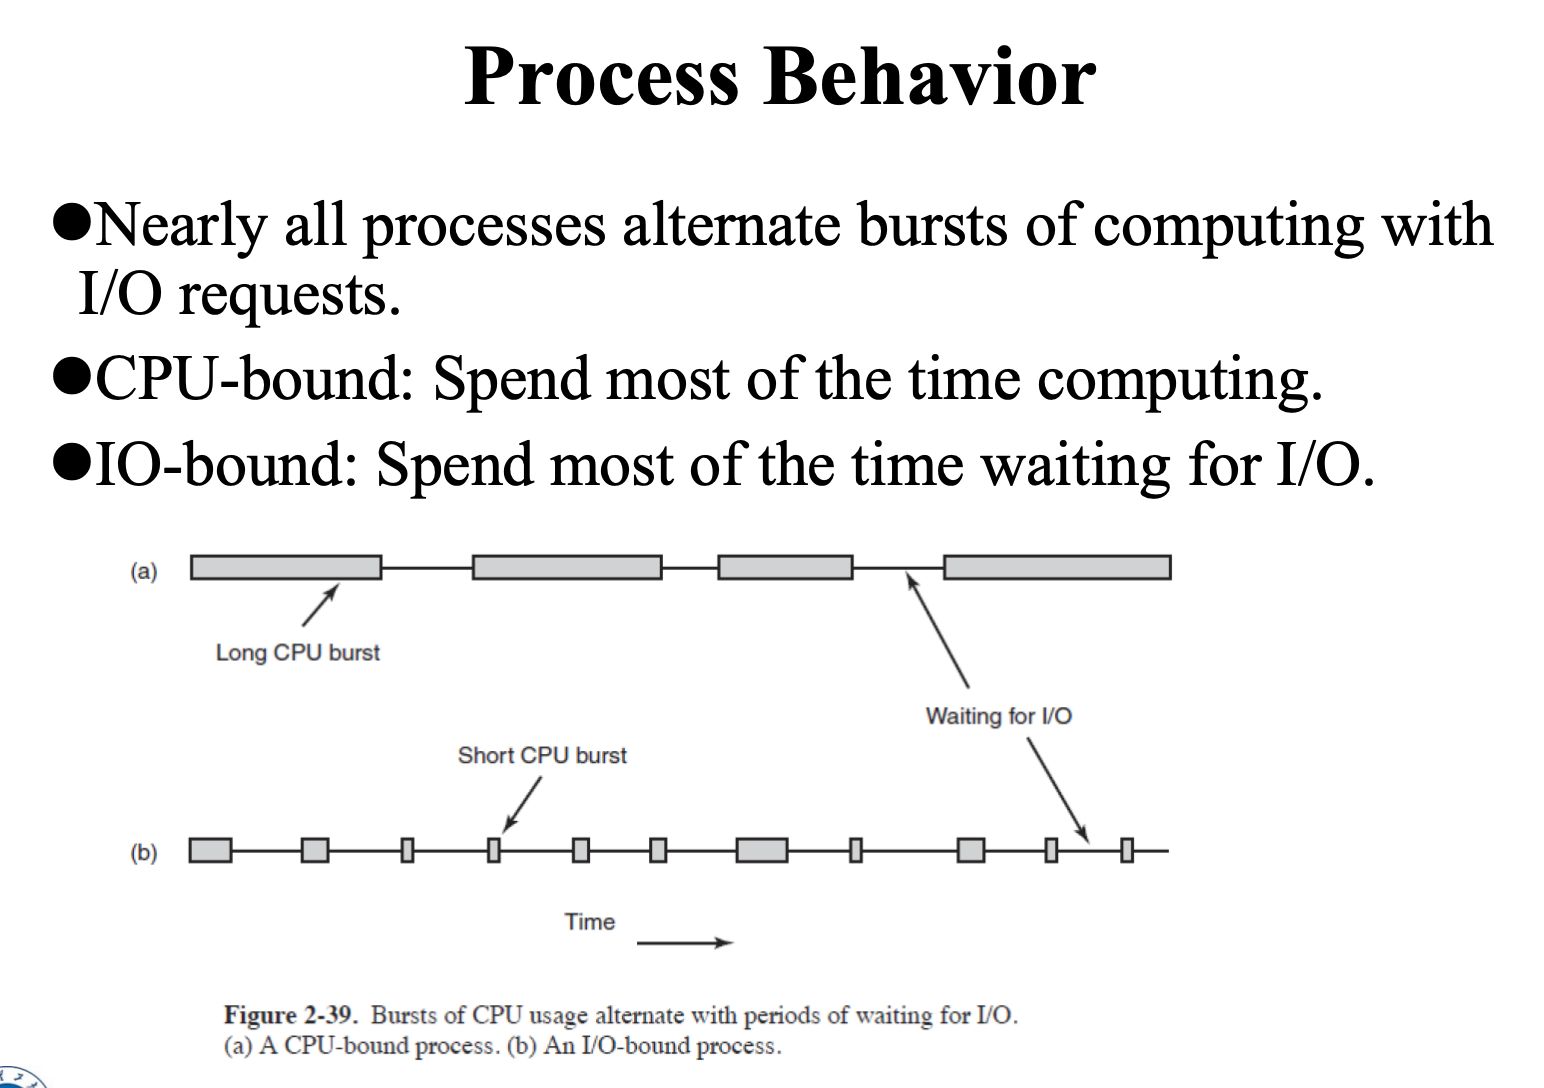 Process Behavior
●Nearly all processes alternate bursts of computing with
I/O requests.
●CPU-bound: Spend most of the time computing.
●IO-bound: Spend most of the time waiting for I/O.
(a)
Long CPU burst
Waiting for I/O
Short CPU burst
(b)
Time
Figure 2-39. Bursts of CPU usage alternate with periods of waiting for I/O.
(a) A CPU-bound process. (b) An I/O-bound process.